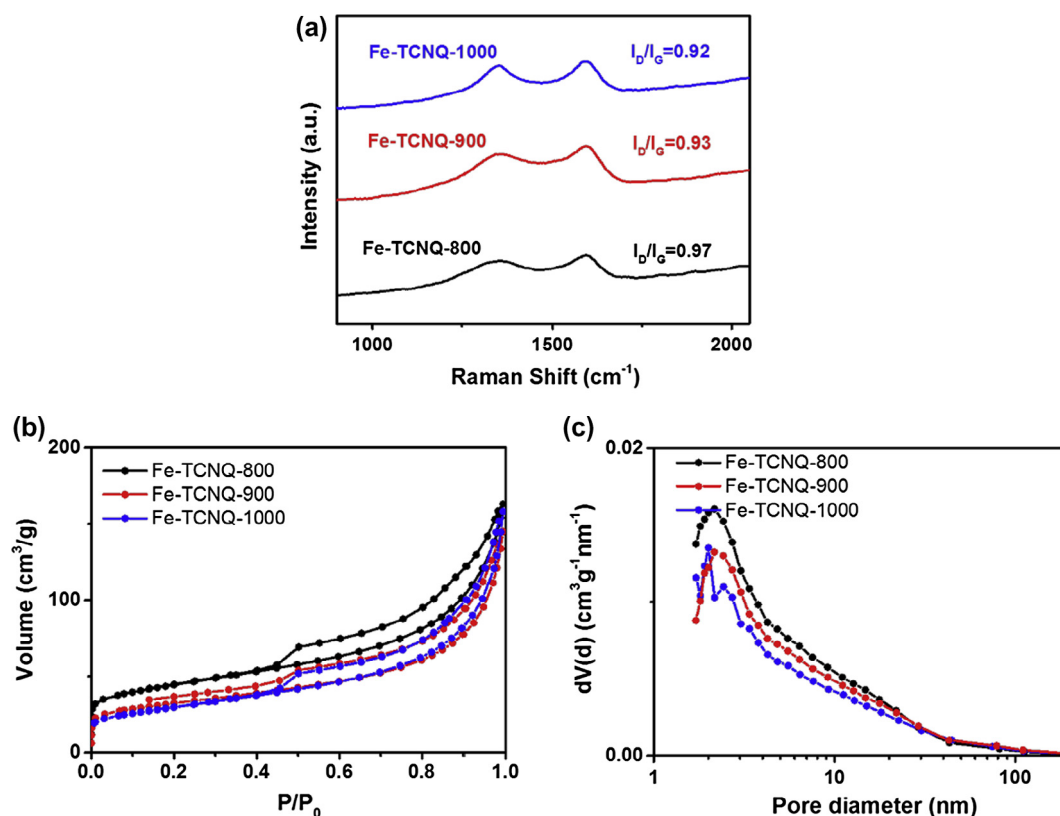 (a)
Fe-TCNQ-1000 I_D/I_G=0.92
Fe-TCNQ-900 I_D/I_G=0.93
Fe-TCNQ-800 I_D/I_G=0.97
Intensity (a.u.)
1000 1500 2000
Raman Shift (cm⁻¹)
(b)
200
100
0
Fe-TCNQ-800
Fe-TCNQ-900
Fe-TCNQ-1000
Volume (cm³/g)
0.0 0.2 0.4 0.6 0.8 1.0
P/P₀
(c)
0.02
0.00
Fe-TCNQ-800
Fe-TCNQ-900
Fe-TCNQ-1000
dV(d) (cm³g⁻¹nm⁻¹)
1 10 100
Pore diameter (nm)